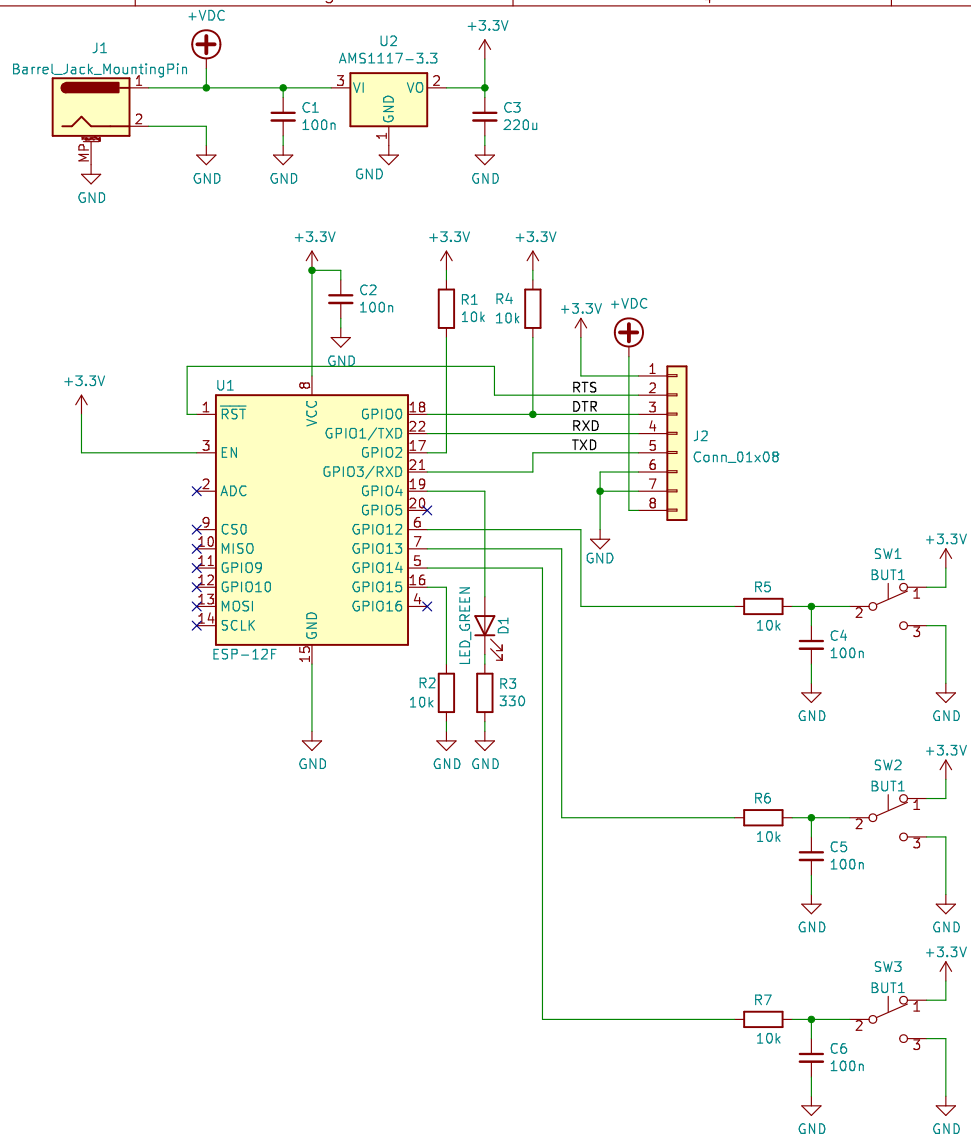 +VDC
J1
Barrel_Jack_MountingPin
1
2
MP
GND
GND
C1
100n
GND
U2
AMS1117-3.3
3
VI
VO
2
GND
1
GND
+3.3V
C3
220u
GND
+3.3V
C2
100n
GND
+3.3V
R1
10k
+3.3V
R4
10k
+3.3V
+VDC
+3.3V
U1
8
VCC
1
RST
3
EN
2
ADC
9
CS0
10
MISO
11
GPIO9
12
GPIO10
13
MOSI
14
SCLK
GPIO0
18
GPIO1/TXD
22
GPIO2
17
GPIO3/RXD
21
GPIO4
19
GPIO5
20
GPIO12
6
GPIO13
7
GPIO14
5
GPIO15
16
GPIO16
4
GND
15
ESP-12F
GND
RTS
DTR
RXD
TXD
1
2
3
4
5
6
7
8
J2
Conn_01x08
GND
LED_GREEN
D1
R2
10k
GND
R3
330
GND
R5
10k
C4
100n
GND
SW1
BUT1
+3.3V
1
2
3
GND
R6
10k
C5
100n
GND
SW2
BUT1
+3.3V
1
2
3
GND
R7
10k
C6
100n
GND
SW3
BUT1
+3.3V
1
2
3
GND